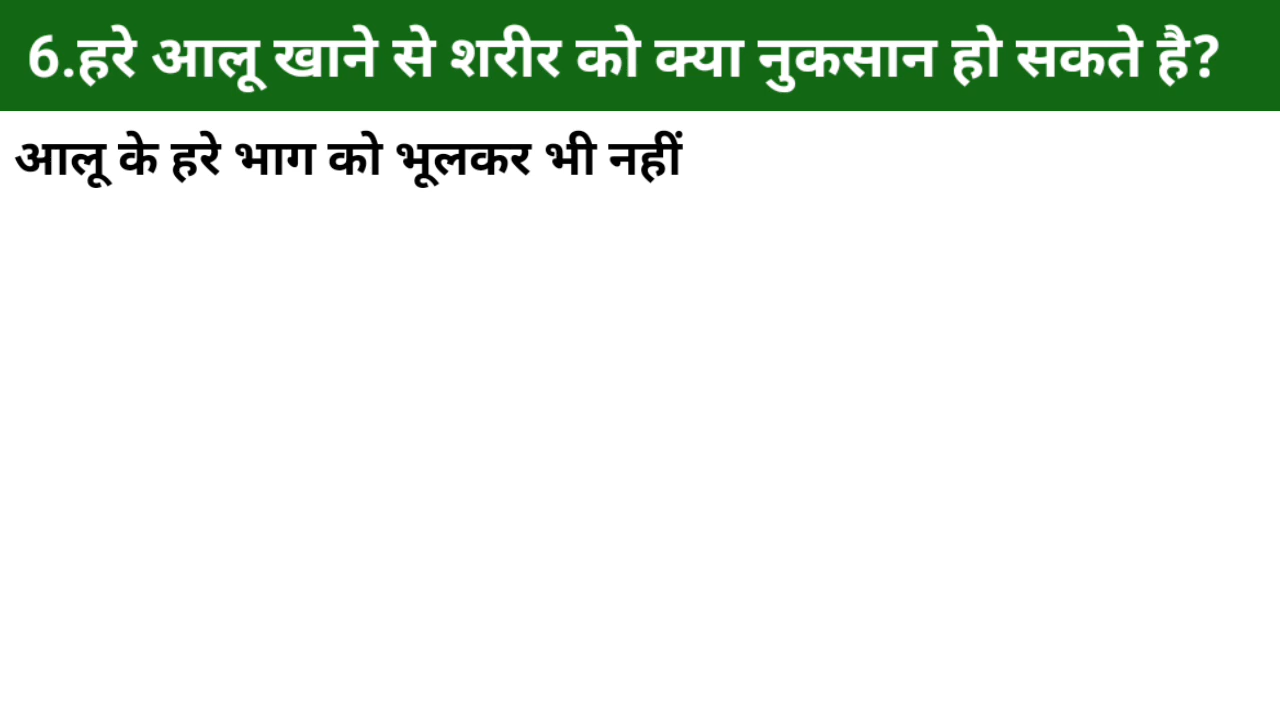 6.हरे आलू खाने से शरीर को क्या नुकसान हो सकते है?
आलू के हरे भाग को भूलकर भी नहीं